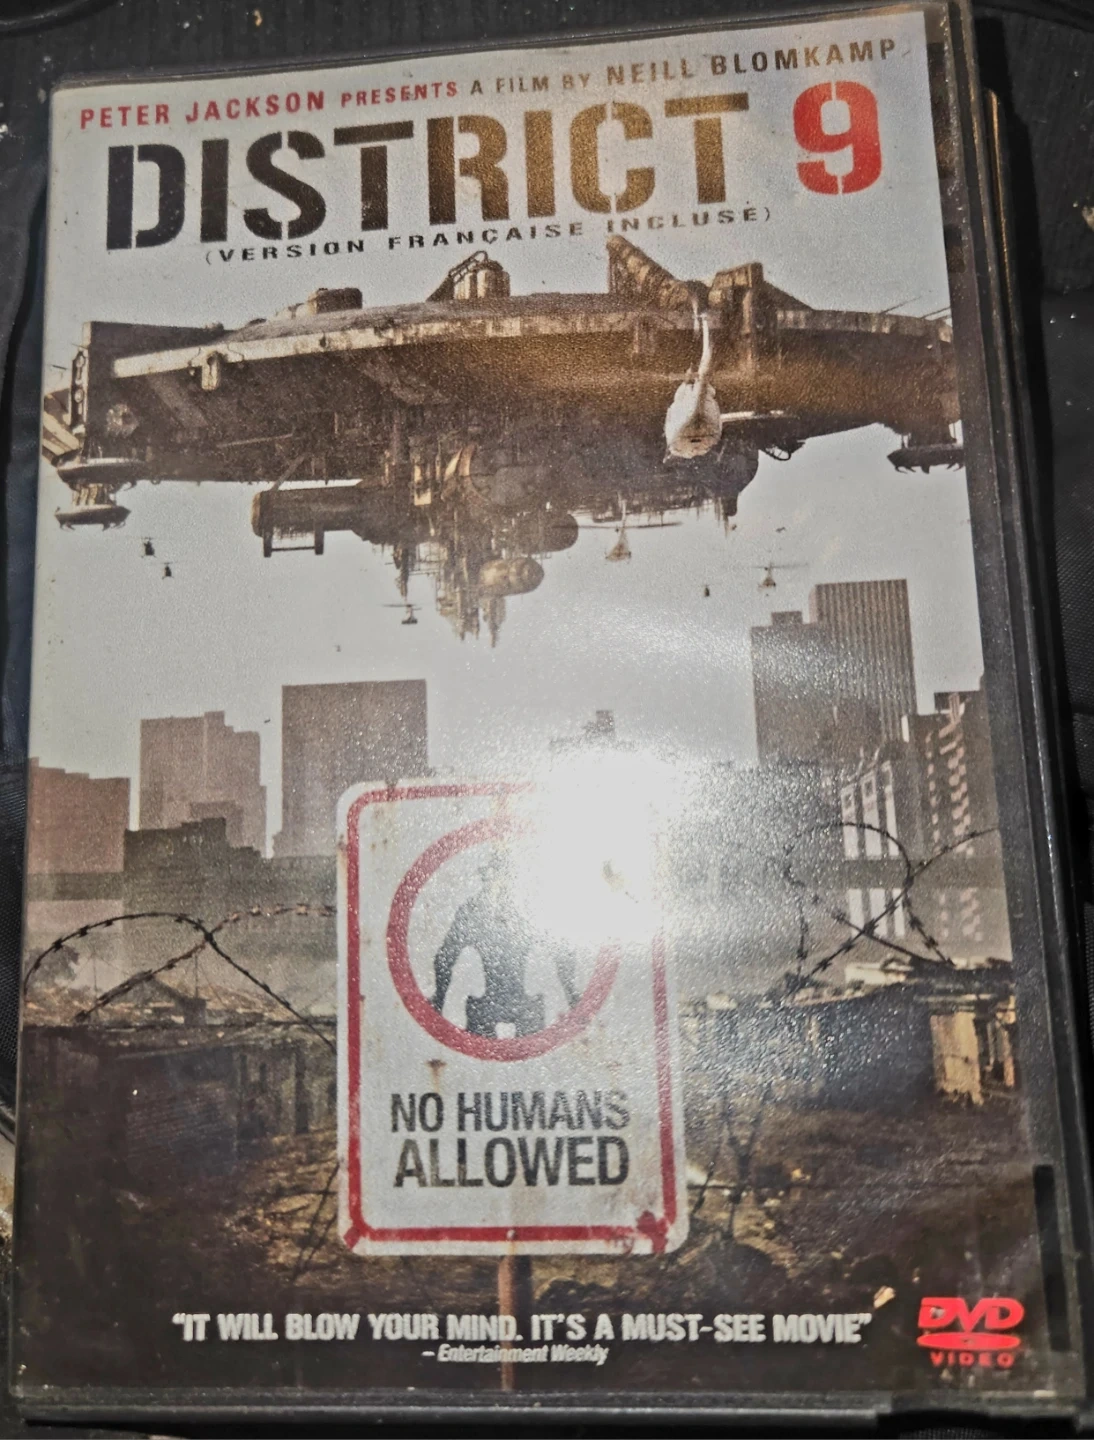 PETER JACKSON PRESENTS A FILM BY NEILL BLOMKAMP
DISTRICT 9
(VERSION FRANÇAISE INCLUSE)
NO HUMANS
ALLOWED
"IT WILL BLOW YOUR MIND. IT'S A MUST-SEE MOVIE"
– Entertainment Weekly
DVD
VIDEO